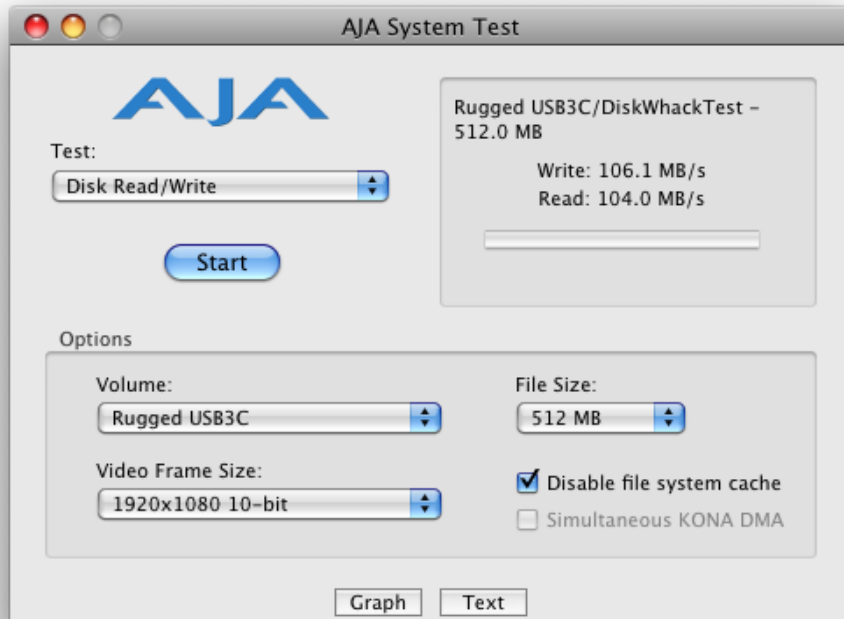 AJA System Test
AJA
Test:
Disk Read/Write
Start
Rugged USB3C/DiskWhackTest –
512.0 MB
Write: 106.1 MB/s
Read: 104.0 MB/s
Options
Volume:
Rugged USB3C
File Size:
512 MB
Video Frame Size:
1920x1080 10-bit
Disable file system cache
Simultaneous KONA DMA
Graph
Text